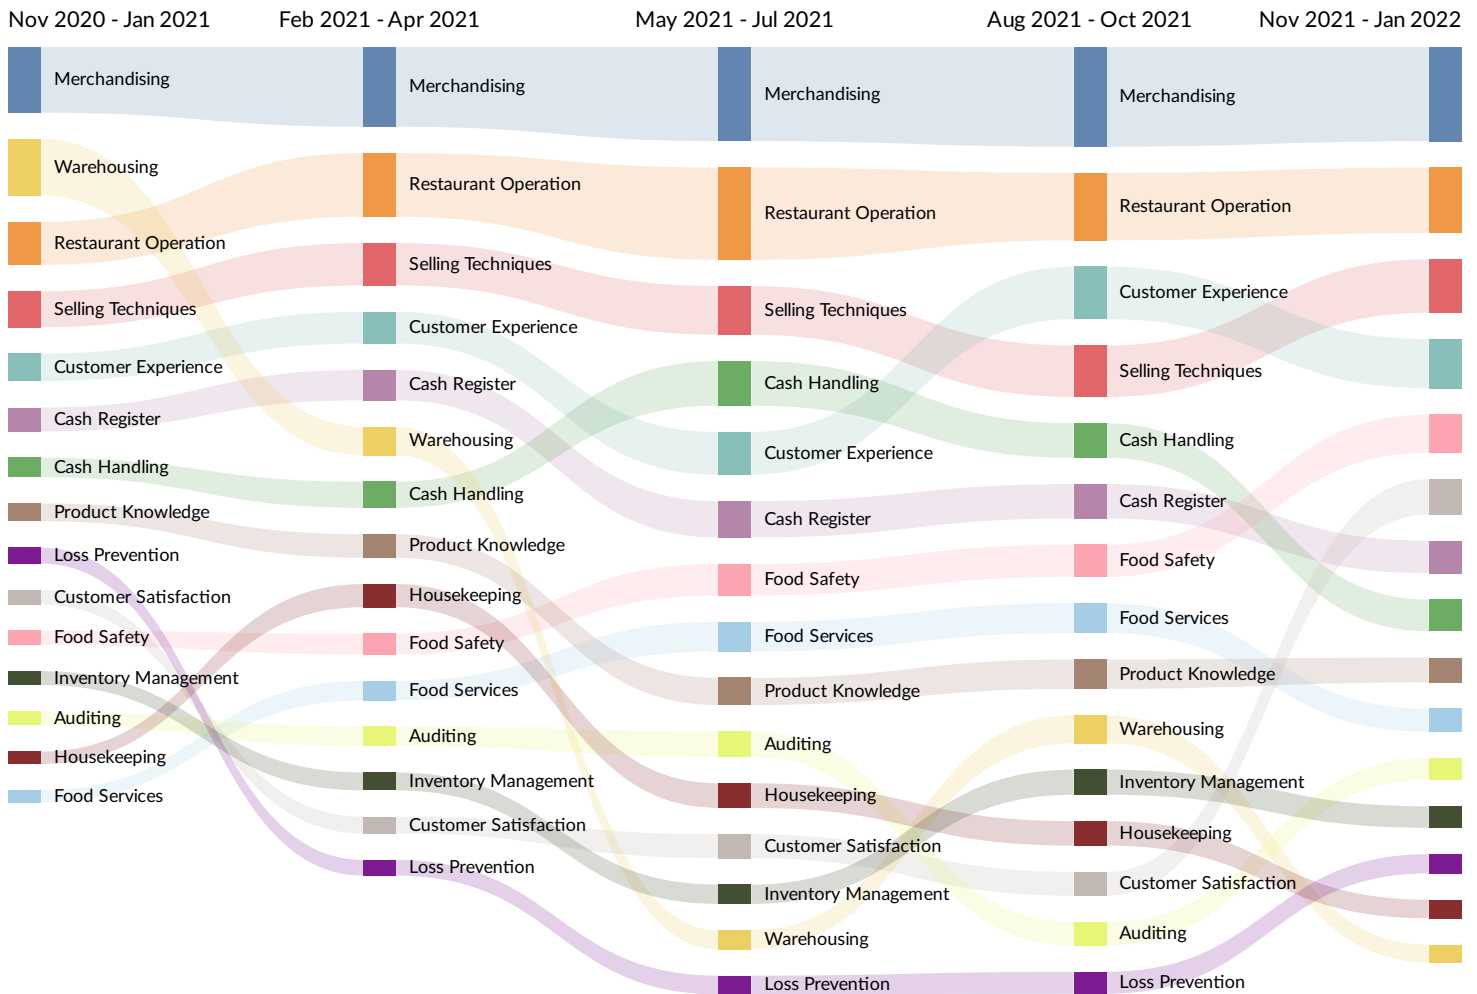 Nov 2020 - Jan 2021
Feb 2021 - Apr 2021
May 2021 - Jul 2021
Aug 2021 - Oct 2021
Nov 2021 - Jan 2022
Merchandising
Warehousing
Restaurant Operation
Selling Techniques
Customer Experience
Cash Register
Cash Handling
Product Knowledge
Loss Prevention
Customer Satisfaction
Food Safety
Inventory Management
Auditing
Housekeeping
Food Services
Merchandising
Restaurant Operation
Selling Techniques
Customer Experience
Cash Register
Warehousing
Cash Handling
Product Knowledge
Housekeeping
Food Safety
Food Services
Auditing
Inventory Management
Customer Satisfaction
Loss Prevention
Merchandising
Restaurant Operation
Selling Techniques
Cash Handling
Customer Experience
Cash Register
Food Safety
Food Services
Product Knowledge
Auditing
Housekeeping
Customer Satisfaction
Inventory Management
Warehousing
Loss Prevention
Merchandising
Restaurant Operation
Customer Experience
Selling Techniques
Cash Handling
Cash Register
Food Safety
Food Services
Product Knowledge
Warehousing
Inventory Management
Housekeeping
Customer Satisfaction
Auditing
Loss Prevention